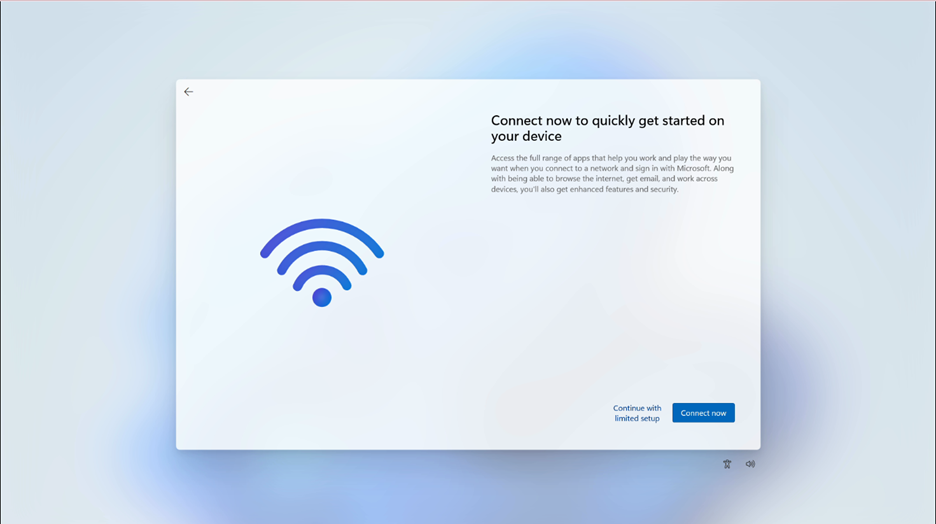 Connect now to quickly get started on
your device
Access the full range of apps that help you work and play the way you
want when you connect to a network and sign in with Microsoft. Along
with being able to browse the internet, get email, and work across
devices, you'll also get enhanced features and security.
Continue with
limited setup
Connect now